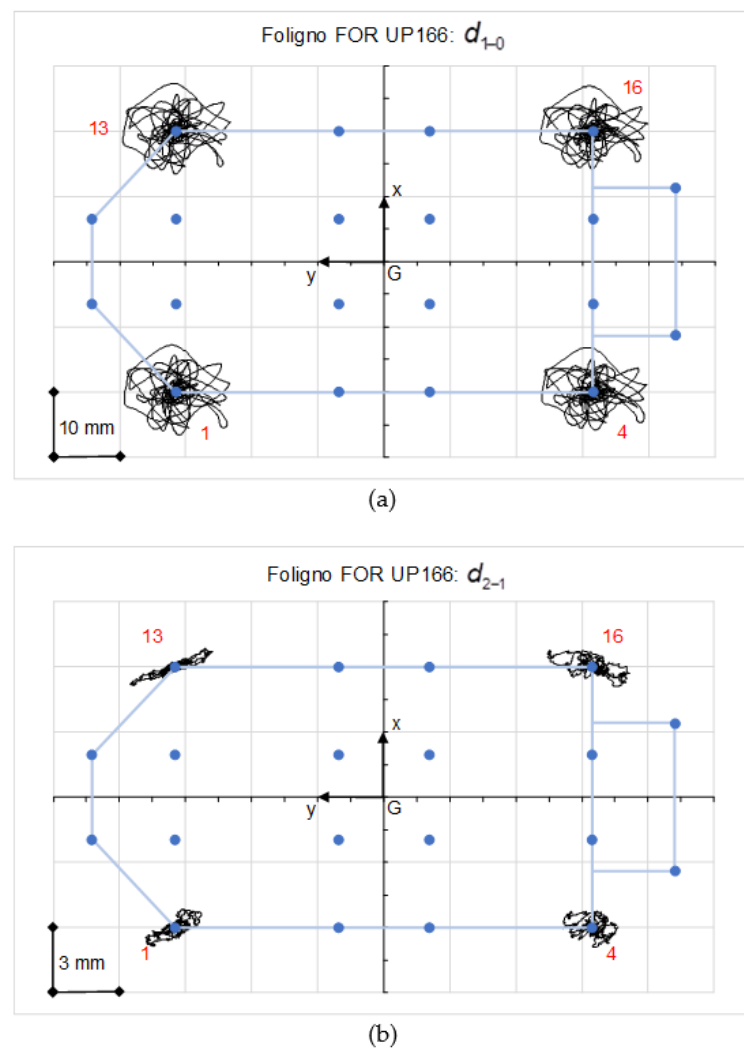 Foligno FOR UP166: d1–0
13
16
x
y
G
10 mm
1
4
(a)
Foligno FOR UP166: d2–1
13
16
x
y
G
3 mm
1
4
(b)